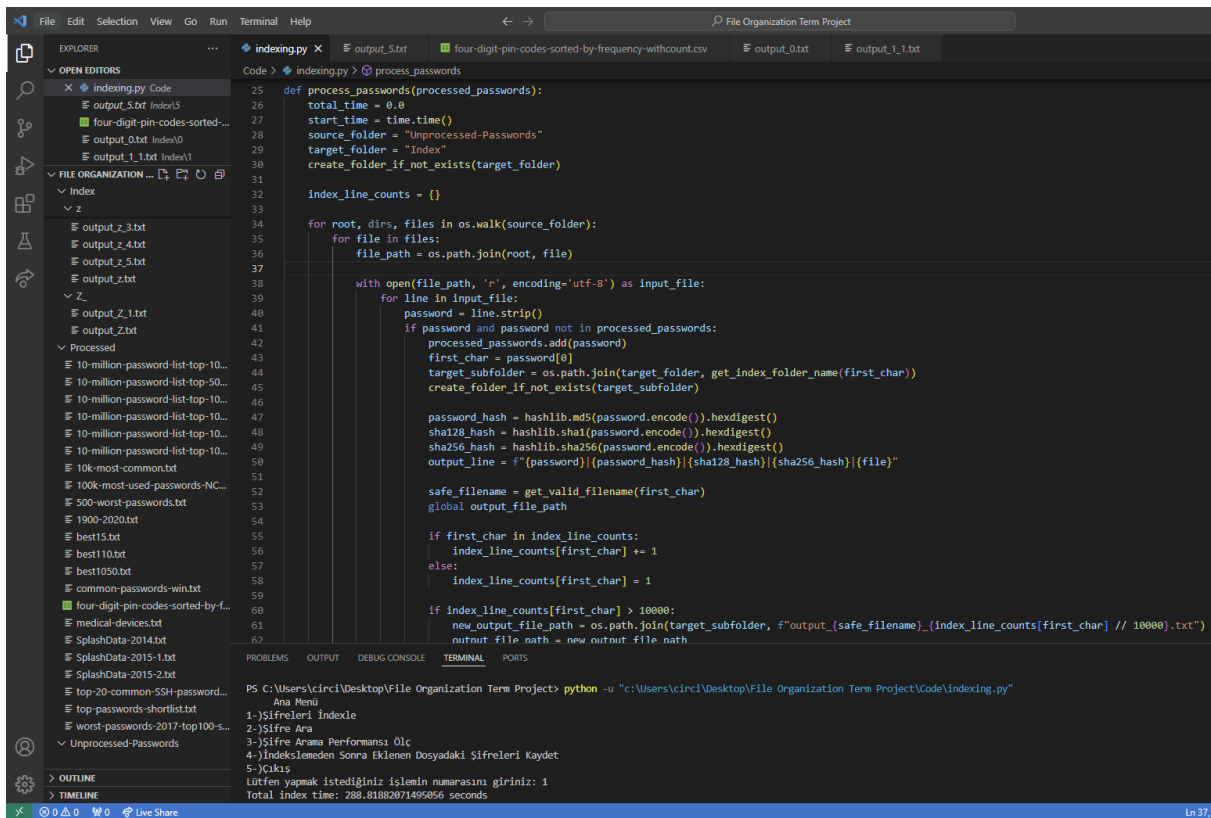 File Edit Selection View Go Run Terminal Help
File Organization Term Project
EXPLORER
OPEN EDITORS
indexing.py Code
output_5.txt Index\5
four-digit-pin-codes-sorted-...
output_0.txt Index\0
output_1_1.txt Index\1
FILE ORGANIZATION ...
Index
z
output_z_3.txt
output_z_4.txt
output_z_5.txt
output_z.txt
Z_
output_Z_1.txt
output_Z.txt
Processed
10-million-password-list-top-10...
10-million-password-list-top-50...
10-million-password-list-top-10...
10-million-password-list-top-10...
10-million-password-list-top-10...
10-million-password-list-top-10...
10k-most-common.txt
100k-most-used-passwords-NC...
500-worst-passwords.txt
1900-2020.txt
best15.txt
best110.txt
best1050.txt
common-passwords-win.txt
four-digit-pin-codes-sorted-by-f...
medical-devices.txt
SplashData-2014.txt
SplashData-2015-1.txt
SplashData-2015-2.txt
top-20-common-SSH-password...
top-passwords-shortlist.txt
worst-passwords-2017-top100-s...
Unprocessed-Passwords
OUTLINE
TIMELINE
indexing.py output_5.txt four-digit-pin-codes-sorted-by-frequency-withcount.csv output_0.txt output_1_1.txt
Code > indexing.py > process_passwords
25 def process_passwords(processed_passwords):
26 total_time = 0.0
27 start_time = time.time()
28 source_folder = "Unprocessed-Passwords"
29 target_folder = "Index"
30 create_folder_if_not_exists(target_folder)
31
32 index_line_counts = {}
33
34 for root, dirs, files in os.walk(source_folder):
35 for file in files:
36 file_path = os.path.join(root, file)
37
38 with open(file_path, 'r', encoding='utf-8') as input_file:
39 for line in input_file:
40 password = line.strip()
41 if password and password not in processed_passwords:
42 processed_passwords.add(password)
43 first_char = password[0]
44 target_subfolder = os.path.join(target_folder, get_index_folder_name(first_char))
45 create_folder_if_not_exists(target_subfolder)
46
47 password_hash = hashlib.md5(password.encode()).hexdigest()
48 sha128_hash = hashlib.sha1(password.encode()).hexdigest()
49 sha256_hash = hashlib.sha256(password.encode()).hexdigest()
50 output_line = f"{password}|{password_hash}|{sha128_hash}|{sha256_hash}|{file}"
51
52 safe_filename = get_valid_filename(first_char)
53 global output_file_path
54
55 if first_char in index_line_counts:
56 index_line_counts[first_char] += 1
57 else:
58 index_line_counts[first_char] = 1
59
60 if index_line_counts[first_char] > 10000:
61 new_output_file_path = os.path.join(target_subfolder, f"output_{safe_filename}_{index_line_counts[first_char] // 10000}.txt")
62 output_file_path = new_output_file_path
PROBLEMS OUTPUT DEBUG CONSOLE TERMINAL PORTS
PS C:\Users\circi\Desktop\File Organization Term Project> python -u "c:\Users\circi\Desktop\File Organization Term Project\Code\indexing.py"
Ana Menü
1-)Şifreleri İndexle
2-)Şifre Ara
3-)Şifre Arama Performansı Ölç
4-)İndekslemeden Sonra Eklenen Dosyadaki Şifreleri Kaydet
5-)Çıkış
Lütfen yapmak istediğiniz işlemin numarasını giriniz: 1
Total index time: 288.81882071495056 seconds
0 0 0 Live Share
Ln 37,